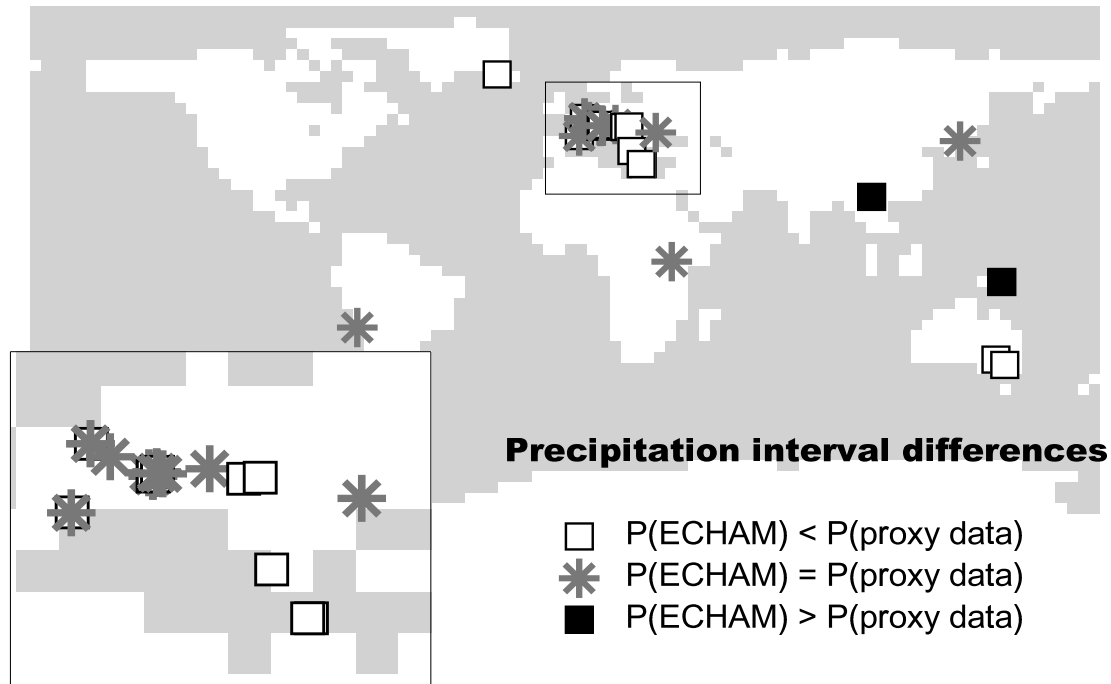 Precipitation interval differences
P(ECHAM) < P(proxy data)
P(ECHAM) = P(proxy data)
P(ECHAM) > P(proxy data)